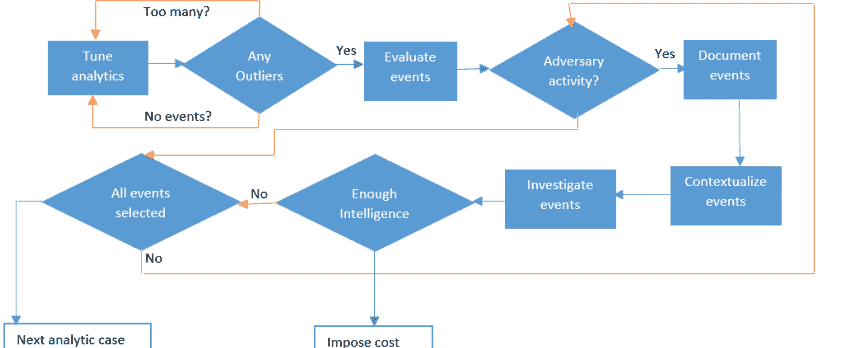 Too many?
Tune
analytics
Any
Outliers
Yes
Evaluate
events
Adversary
activity?
Yes
Document
events
No events?
All events
selected
No
Enough
Intelligence
Investigate
events
Contextualize
events
No
Next analytic case
Impose cost